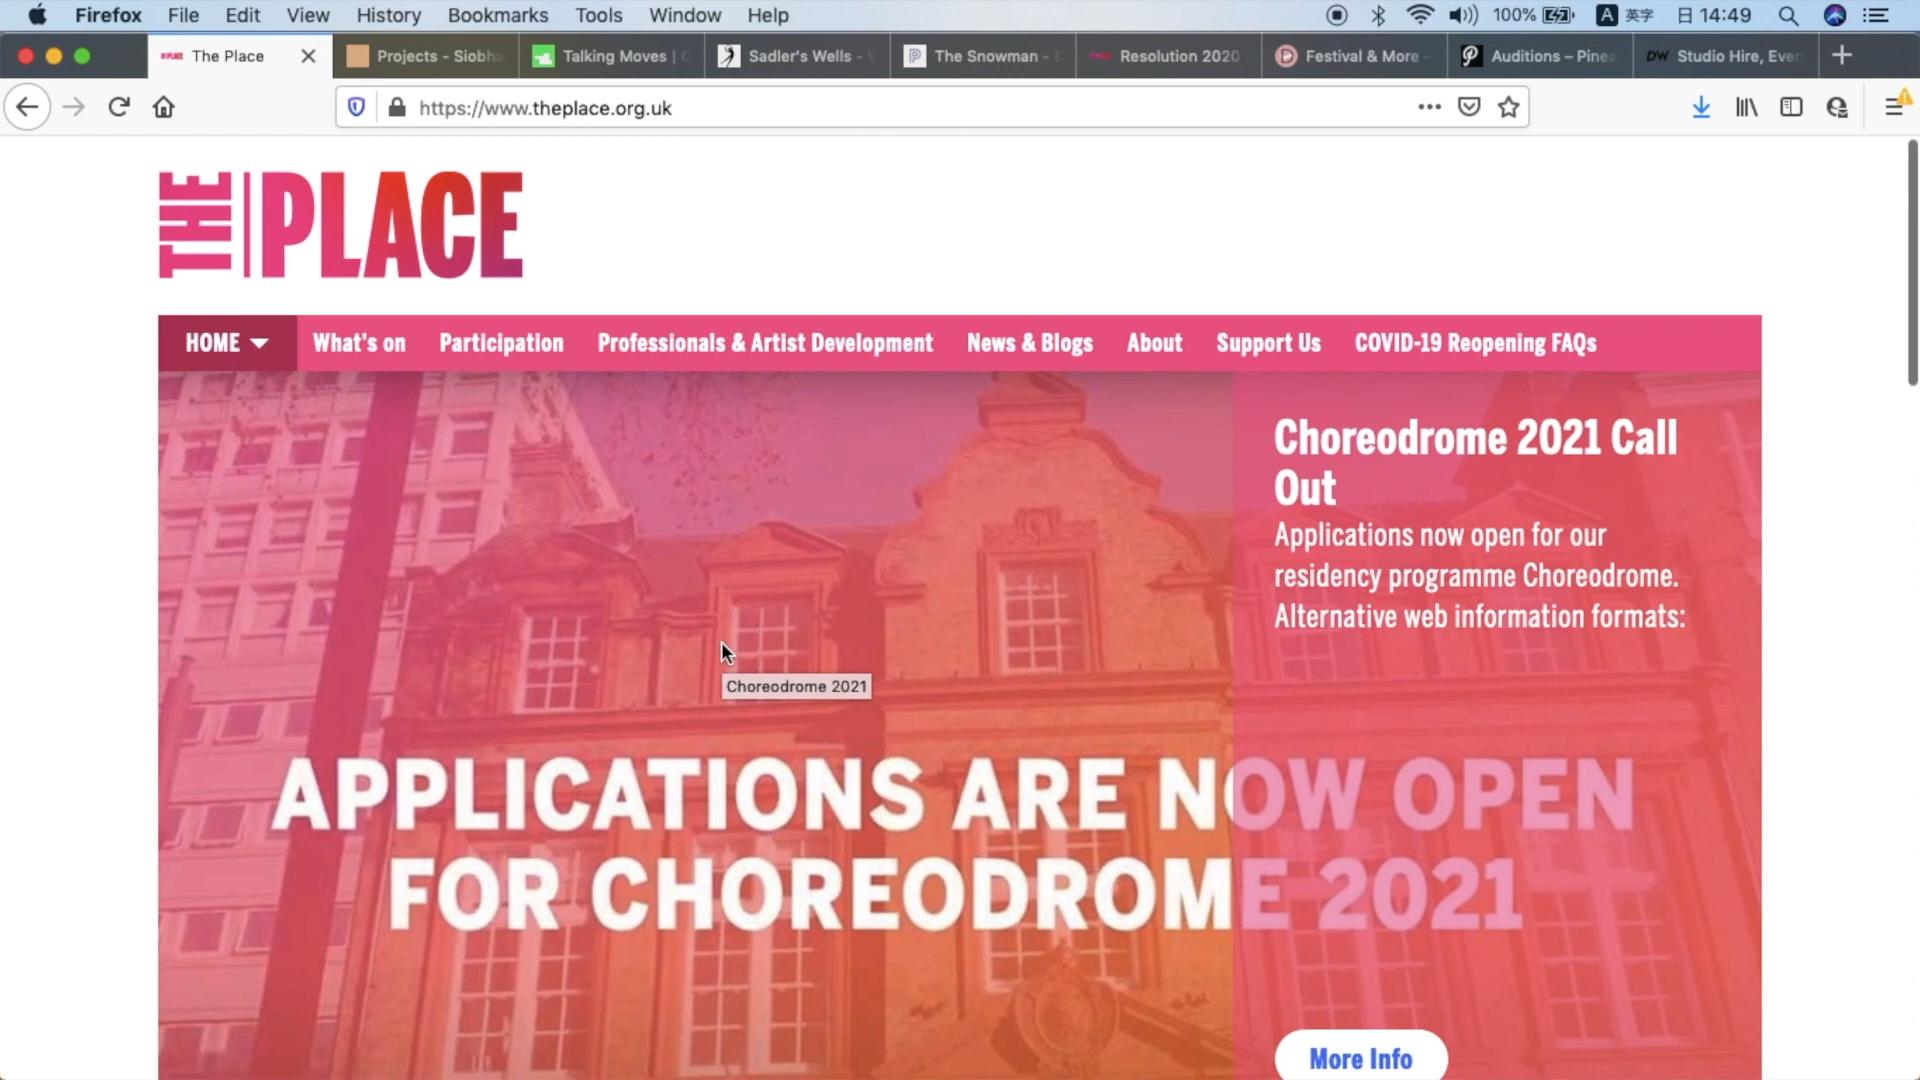 Firefox File Edit View History Bookmarks Tools Window Help 100% A 英字 日 14:49
The Place Projects - Siobha Talking Moves | Sadler's Wells - The Snowman - Resolution 2020 Festival & More - Auditions – Pinea DW Studio Hire, Even
https://www.theplace.org.uk
THE PLACE
HOME What's on Participation Professionals & Artist Development News & Blogs About Support Us COVID-19 Reopening FAQs
Choreodrome 2021 Call
Out
Applications now open for our
residency programme Choreodrome.
Alternative web information formats:
Choreodrome 2021
APPLICATIONS ARE NOW OPEN
FOR CHOREODROME 2021
More Info